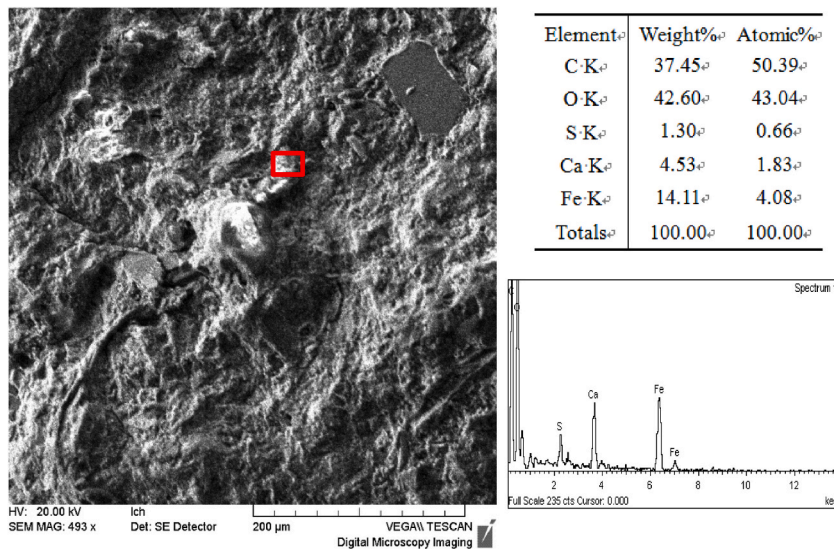 Element Weight% Atomic%
C K 37.45 50.39
O K 42.60 43.04
S K 1.30 0.66
Ca K 4.53 1.83
Fe K 14.11 4.08
Totals 100.00 100.00
Spectrum
C
O
S
Ca
Fe
Fe
0 2 4 6 8 10 12
Full Scale 235 cts Cursor: 0.000 ke
HV: 20.00 kV lch
SEM MAG: 493 x Det: SE Detector 200 µm VEGA\\ TESCAN
Digital Microscopy Imaging